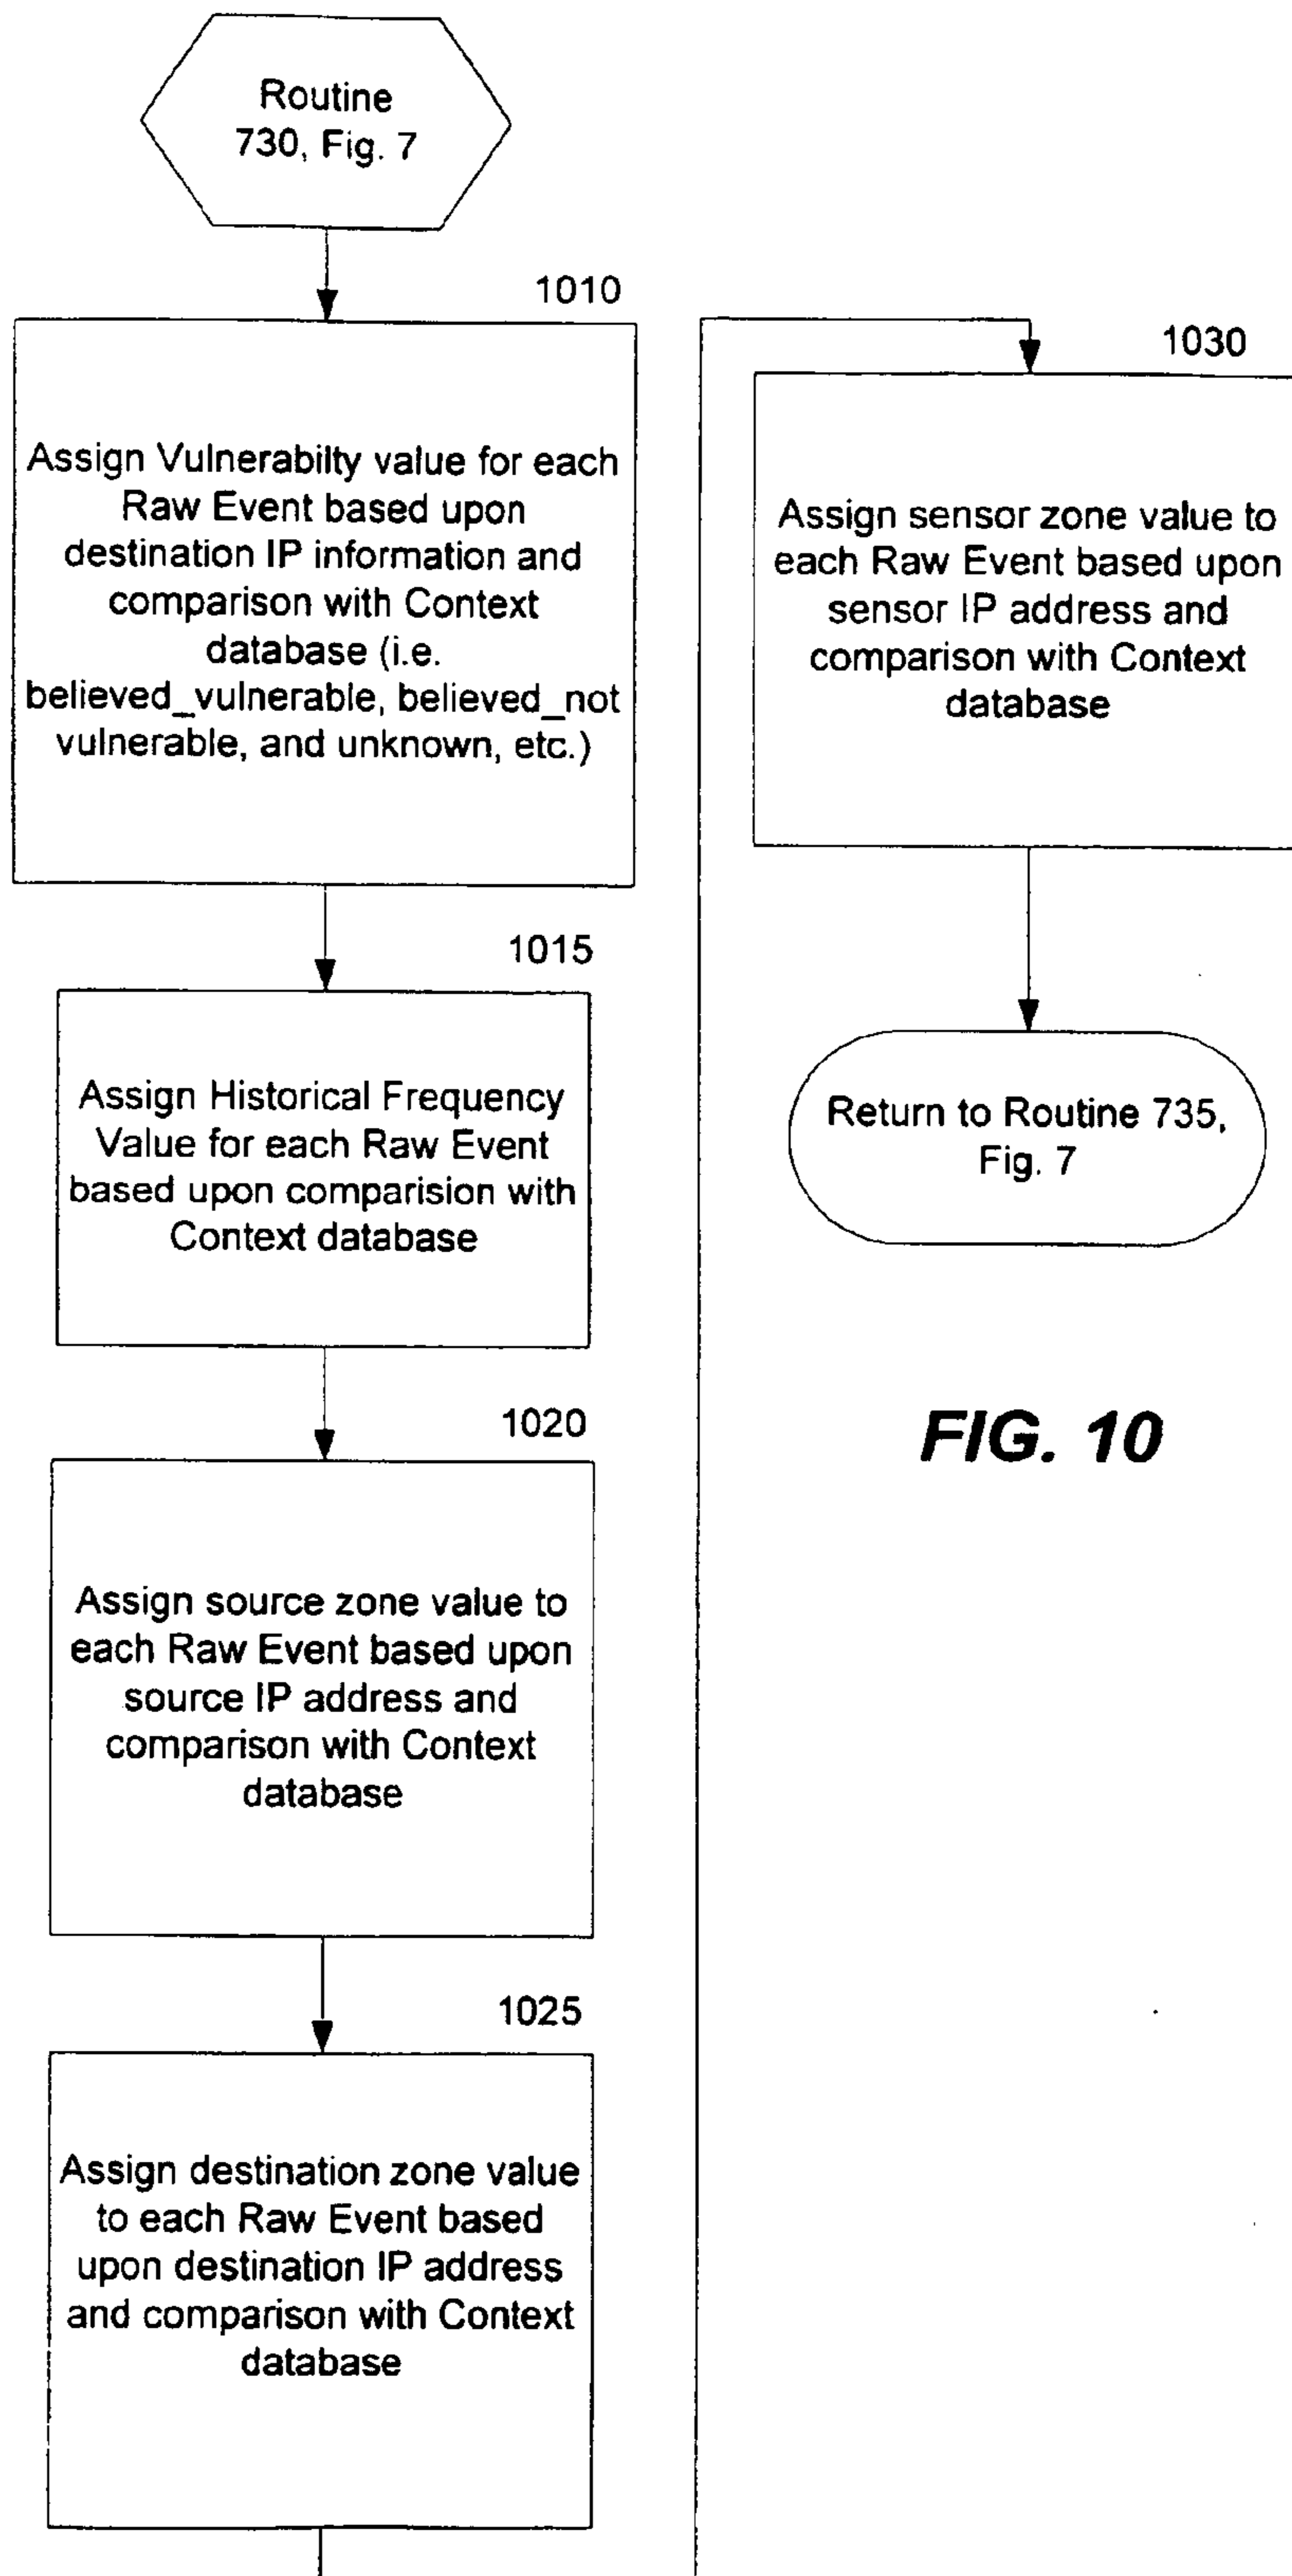 Routine
730, Fig. 7
1010
Assign Vulnerabilty value for each
Raw Event based upon
destination IP information and
comparison with Context
database (i.e.
believed_vulnerable, believed_not
vulnerable, and unknown, etc.)
1015
Assign Historical Frequency
Value for each Raw Event
based upon comparision with
Context database
1020
Assign source zone value to
each Raw Event based upon
source IP address and
comparison with Context
database
1025
Assign destination zone value
to each Raw Event based
upon destination IP address
and comparison with Context
database
1030
Assign sensor zone value to
each Raw Event based upon
sensor IP address and
comparison with Context
database
Return to Routine 735,
Fig. 7
FIG. 10